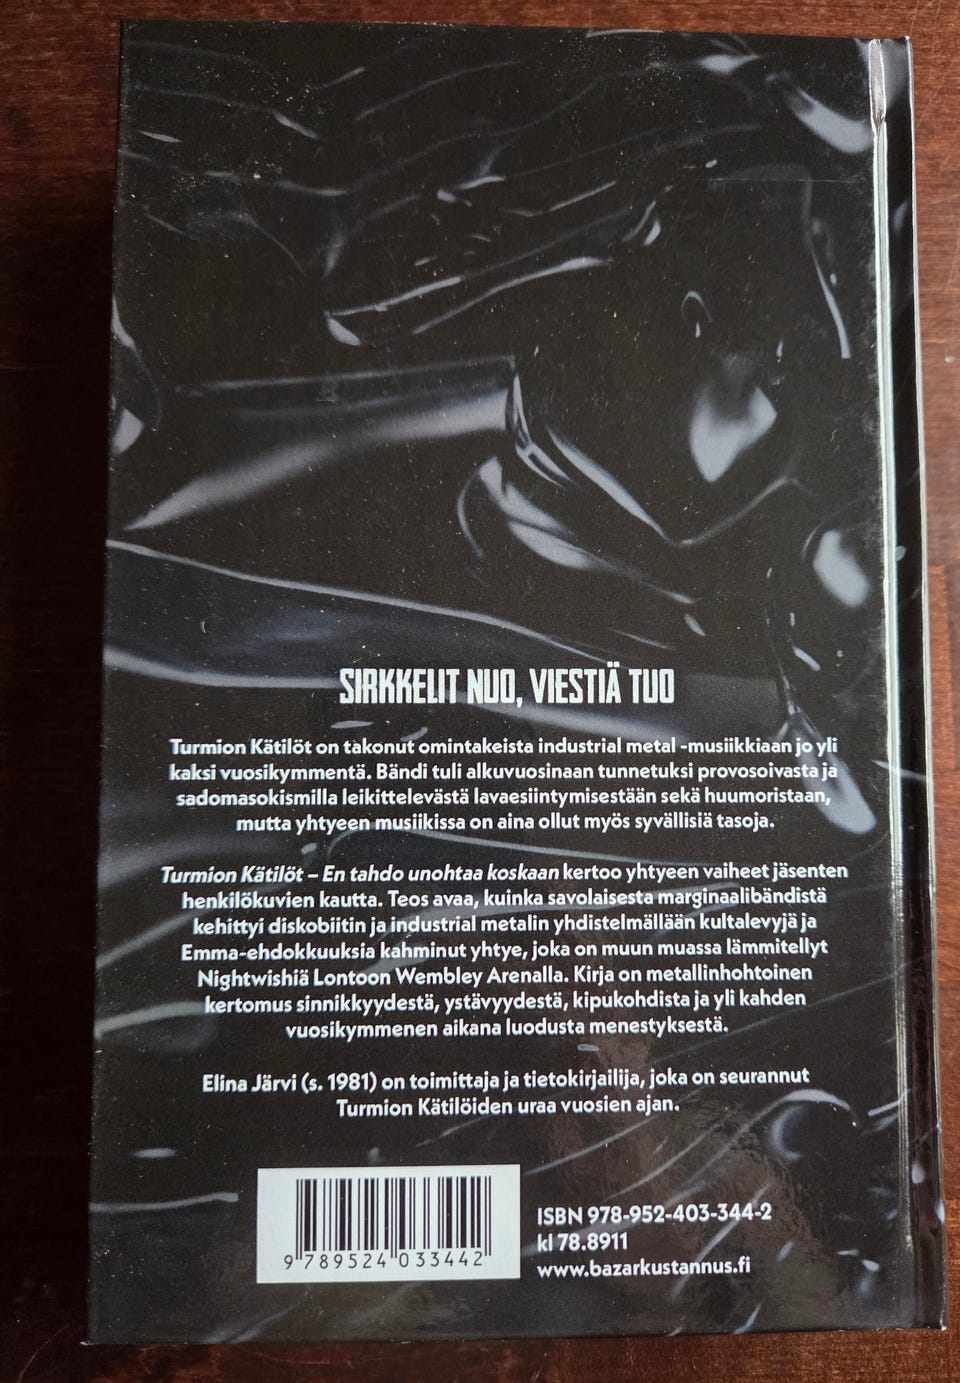 SIRKKELIT NUO, VIESTIÄ TUO
Turmion Kätilöt on takonut omintakeista industrial metal -musiikkiaan jo yli
kaksi vuosikymmentä. Bändi tuli alkuvuosinaan tunnetuksi provosoivasta ja
sadomasokismilla leikittelevästä lavaesiintymisestään sekä huumoristaan,
mutta yhtyeen musiikissa on aina ollut myös syvällisiä tasoja.
Turmion Kätilöt – En tahdo unohtaa koskaan kertoo yhtyeen vaiheet jäsenten
henkilökuvien kautta. Teos avaa, kuinka savolaisesta marginaalibändistä
kehittyi diskobiitin ja industrial metalin yhdistelmällään kultalevyjä ja
Emma-ehdokkuuksia kahminut yhtye, joka on muun muassa lämmitellyt
Nightwishiä Lontoon Wembley Arenalla. Kirja on metallinhohtoinen
kertomus sinnikkyydestä, ystävyydestä, kipukohdista ja yli kahden
vuosikymmenen aikana luodusta menestyksestä.
Elina Järvi (s. 1981) on toimittaja ja tietokirjailija, joka on seurannut
Turmion Kätilöiden uraa vuosien ajan.
9 789524 033442
ISBN 978-952-403-344-2
kl 78.8911
www.bazarkustannus.fi